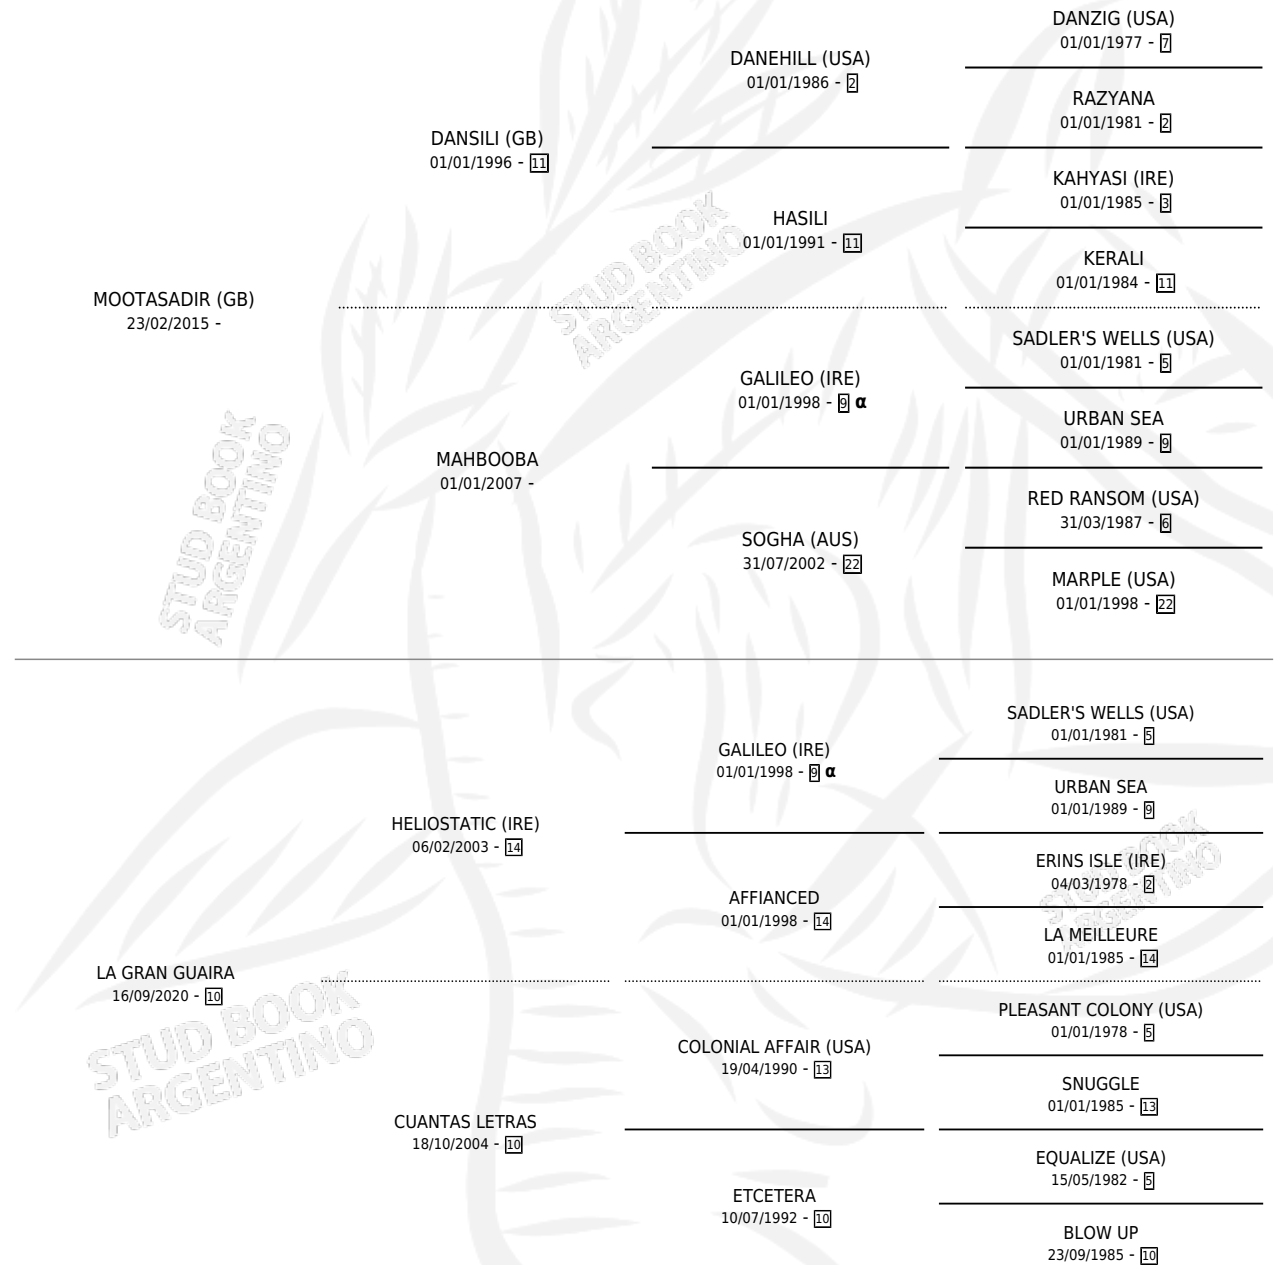 DANZIG (USA)
01/01/1977 - 7
DANEHILL (USA)
01/01/1986 - 2
RAZYANA
01/01/1981 - 2
DANSILI (GB)
01/01/1996 - 11
KAHYASI (IRE)
01/01/1985 - 3
HASILI
01/01/1991 - 11
KERALI
01/01/1984 - 11
MOOTASADIR (GB)
23/02/2015 -
STUD BOOK
ARGENTINO
SADLER'S WELLS (USA)
01/01/1981 - 5
GALILEO (IRE)
01/01/1998 - 9 α
URBAN SEA
01/01/1989 - 9
MAHBOOBA
01/01/2007 -
RED RANSOM (USA)
31/03/1987 - 6
SOGHA (AUS)
31/07/2002 - 22
MARPLE (USA)
01/01/1998 - 22
STUD BOOK
ARGENTINO
SADLER'S WELLS (USA)
01/01/1981 - 5
GALILEO (IRE)
01/01/1998 - 9 α
URBAN SEA
01/01/1989 - 9
HELIOSTATIC (IRE)
06/02/2003 - 14
ERINS ISLE (IRE)
04/03/1978 - 2
AFFIANCED
01/01/1998 - 14
LA MEILLEURE
01/01/1985 - 14
STUD BOOK
ARGENTINO
LA GRAN GUAIRA
16/09/2020 - 10
STUD BOOK
ARGENTINO
PLEASANT COLONY (USA)
01/01/1978 - 5
COLONIAL AFFAIR (USA)
19/04/1990 - 13
SNUGGLE
01/01/1985 - 13
CUANTAS LETRAS
18/10/2004 - 10
EQUALIZE (USA)
15/05/1982 - 5
ETCETERA
10/07/1992 - 10
BLOW UP
23/09/1985 - 10